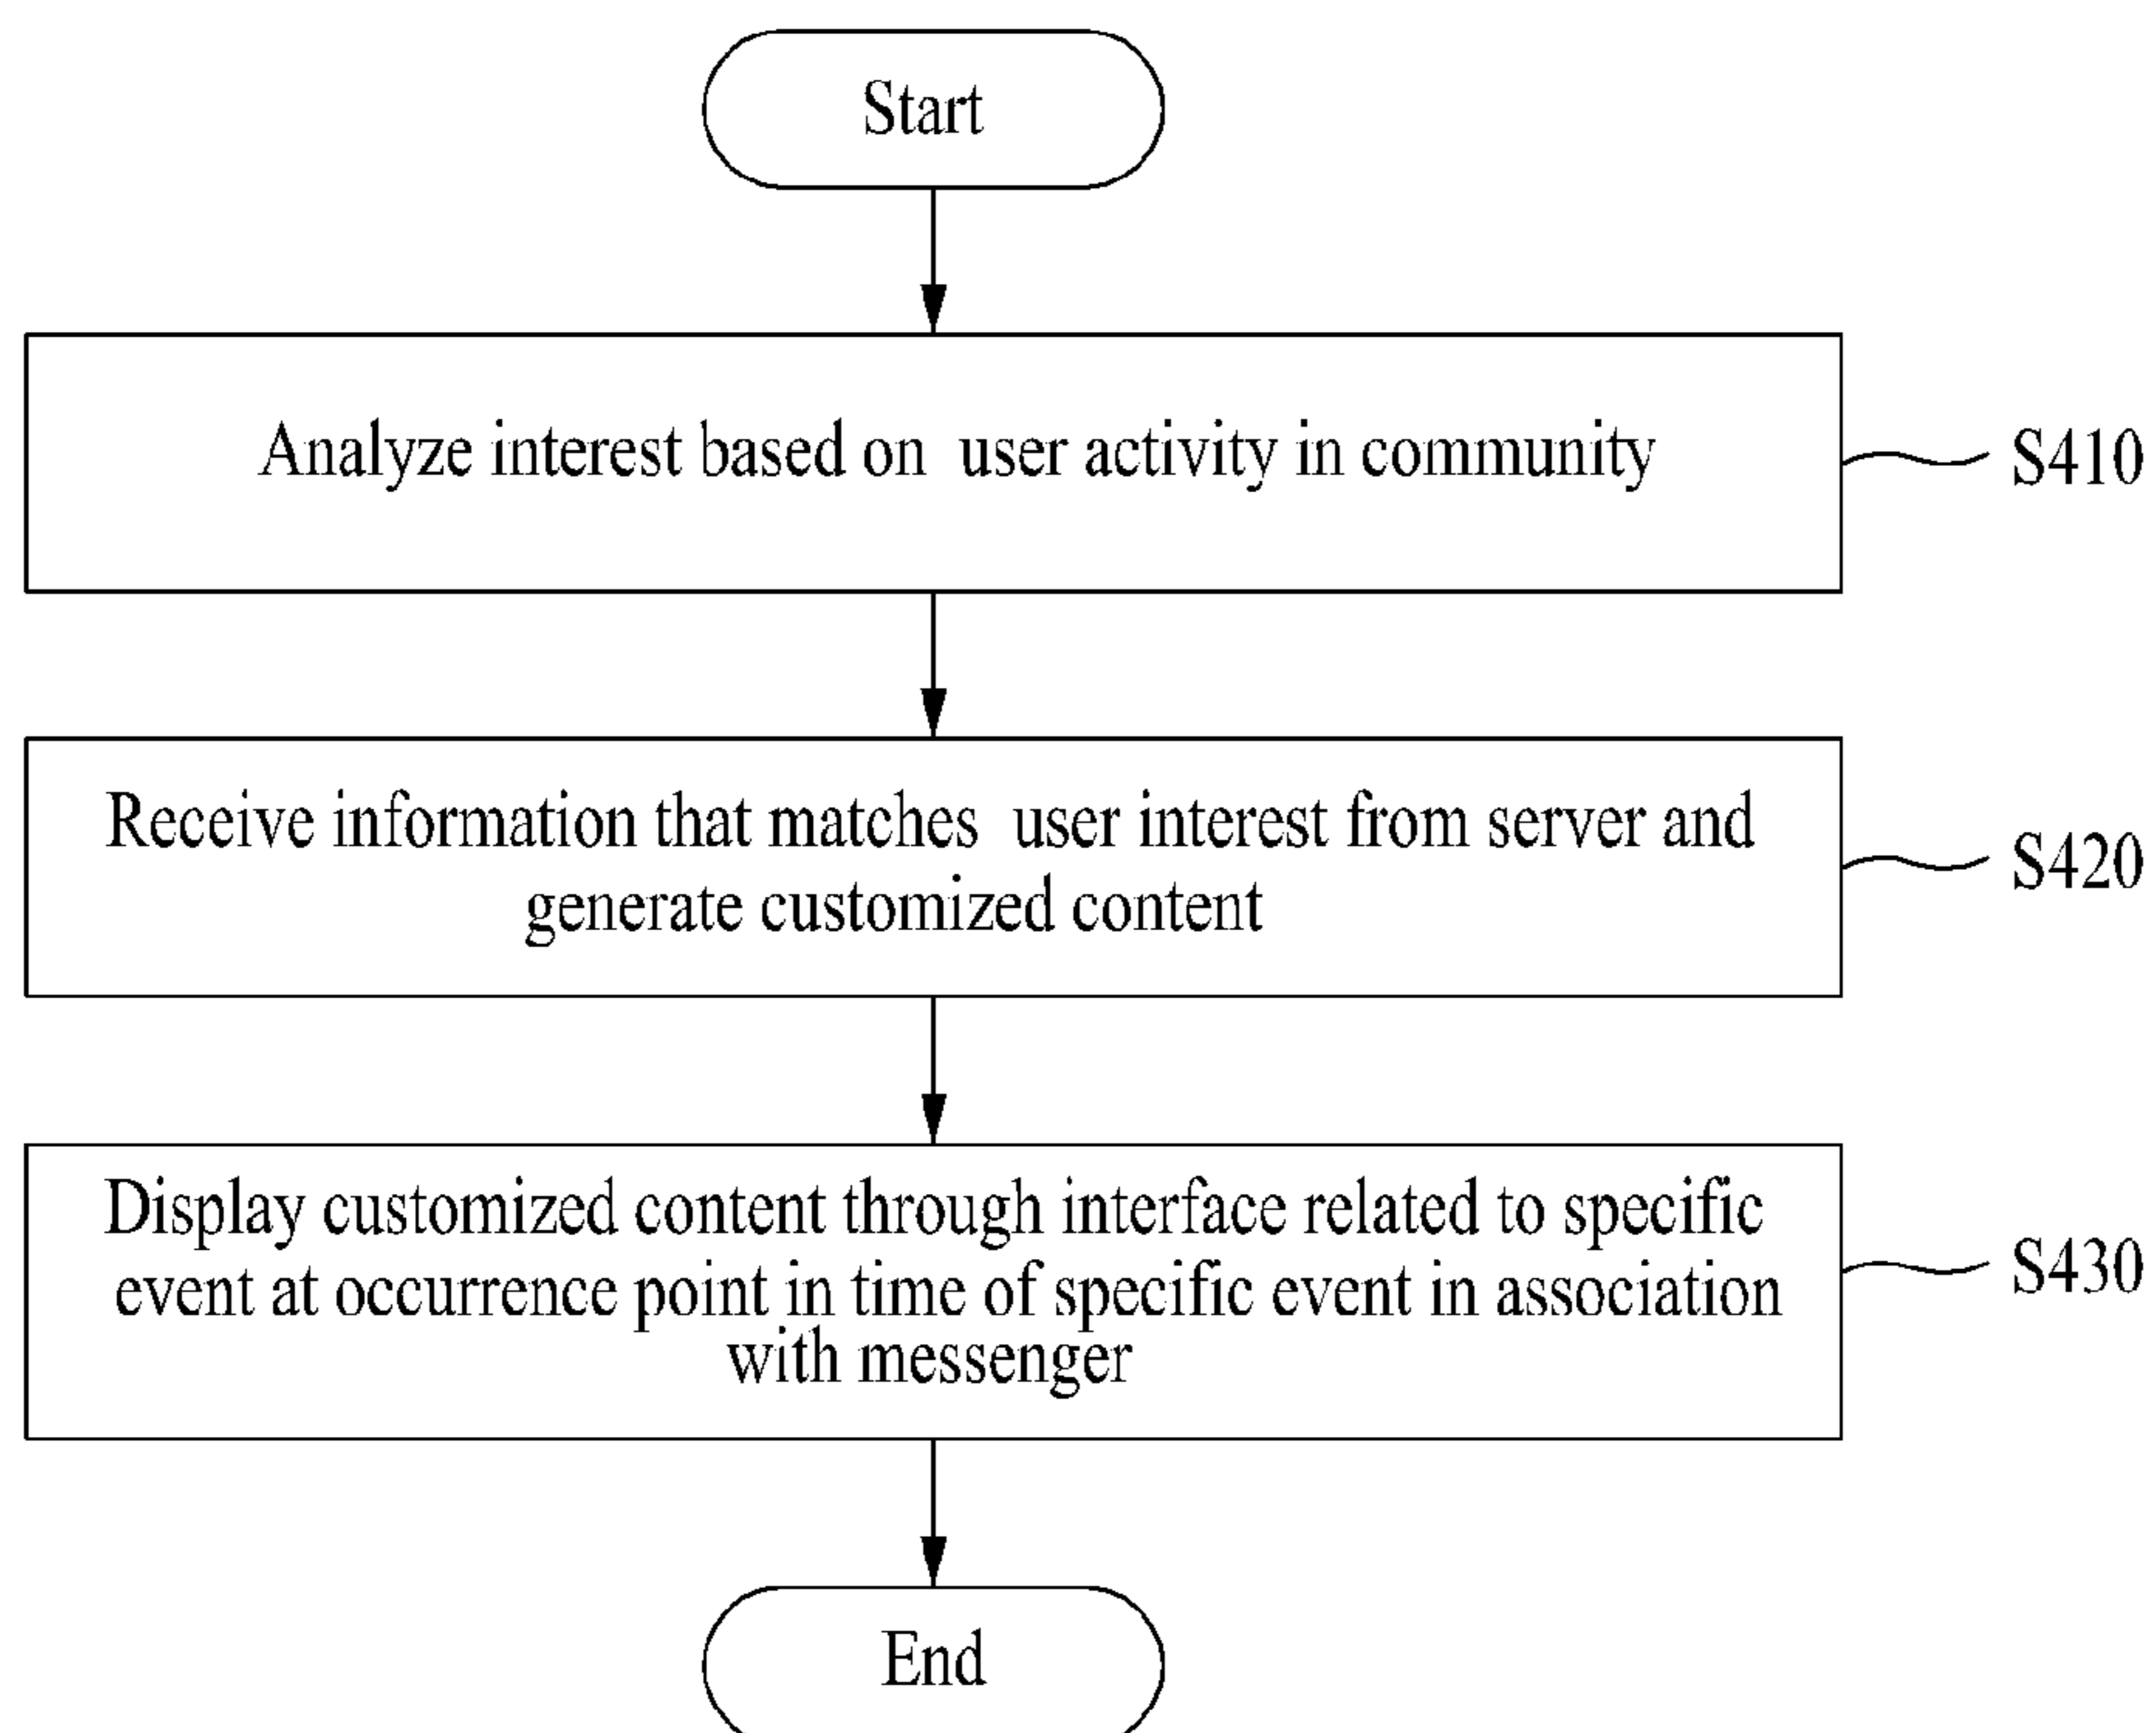 Start
Analyze interest based on user activity in community
S410
Receive information that matches user interest from server and
generate customized content
S420
Display customized content through interface related to specific
event at occurrence point in time of specific event in association
with messenger
S430
End